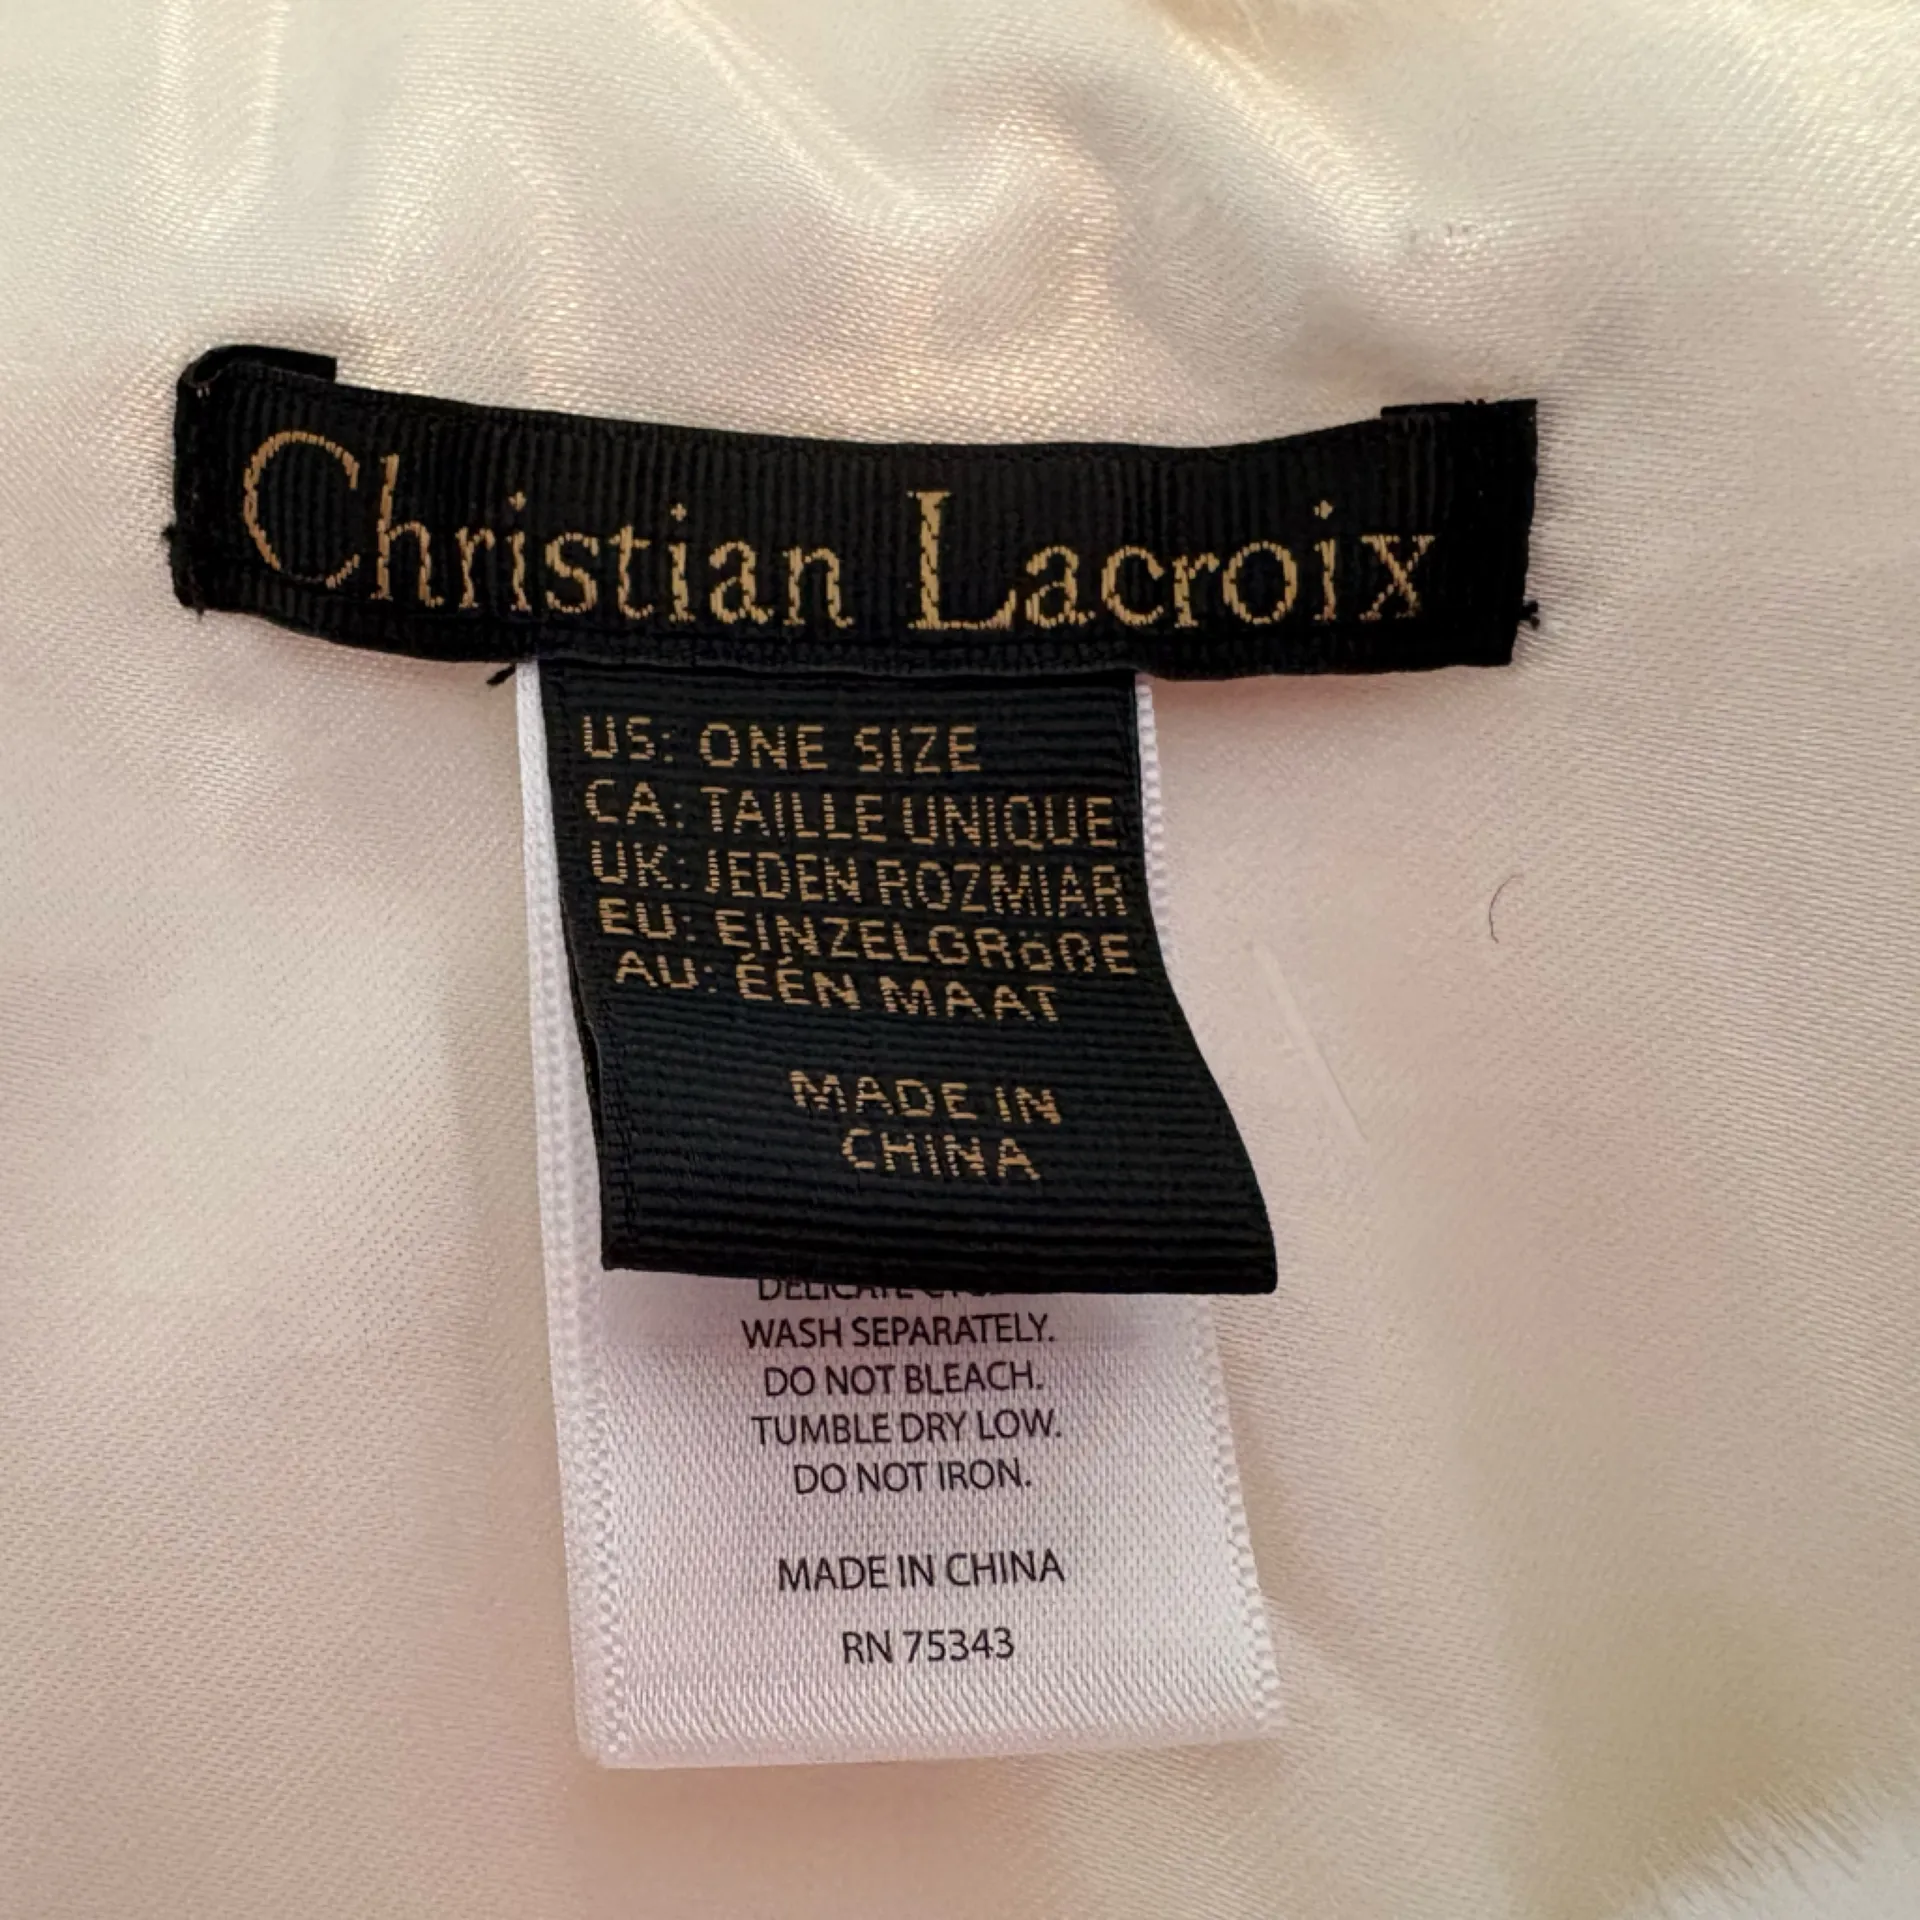 Christian Lacroix
US: ONE SIZE
CA: TAILLE UNIQUE
UK: JEDEN ROZMIAR
EU: EINZELGRÖßE
AU: ÉÉN MAAT
MADE IN
CHINA
DELICATE
WASH SEPARATELY.
DO NOT BLEACH.
TUMBLE DRY LOW.
DO NOT IRON.
MADE IN CHINA
RN 75343